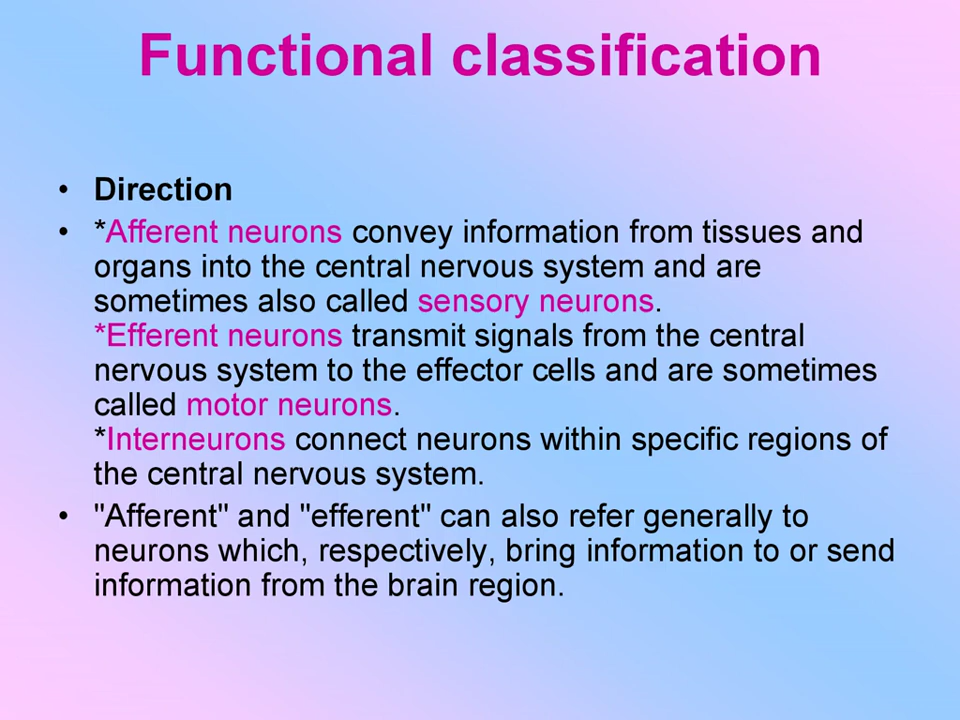 Functional classification
• Direction
• *Afferent neurons convey information from tissues and
organs into the central nervous system and are
sometimes also called sensory neurons.
*Efferent neurons transmit signals from the central
nervous system to the effector cells and are sometimes
called motor neurons.
*Interneurons connect neurons within specific regions of
the central nervous system.
• "Afferent" and "efferent" can also refer generally to
neurons which, respectively, bring information to or send
information from the brain region.